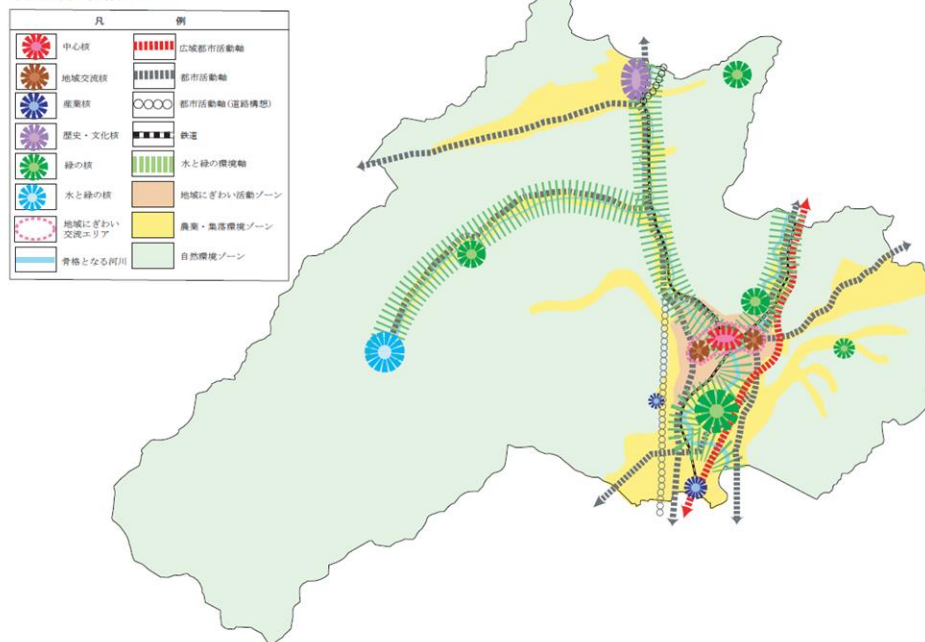 凡 例
中心核
広域都市活動軸
地域交流核
都市活動軸
産業核
都市活動軸(道路構想)
歴史・文化核
鉄道
緑の核
水と緑の環境軸
水と緑の核
地域にぎわい活動ゾーン
地域にぎわい
交流エリア
農業・集落環境ゾーン
骨格となる河川
自然環境ゾーン